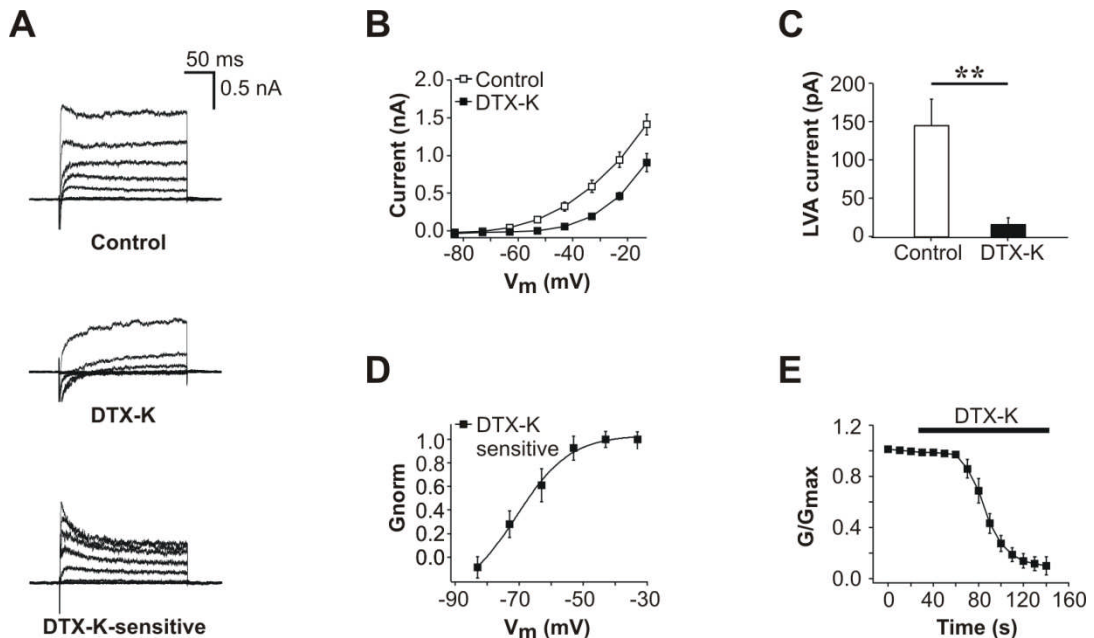 A
50 ms
0.5 nA
Control
DTX-K
DTX-K-sensitive
B
Control
DTX-K
2.0
1.5
1.0
0.5
0.0
Current (nA)
-80 -60 -40 -20
Vm (mV)
C
**
200
150
100
50
0
LVA current (pA)
Control DTX-K
D
DTX-K
sensitive
1.0
0.8
0.6
0.4
0.2
0.0
Gnorm
-90 -70 -50 -30
Vm (mV)
E
DTX-K
1.2
0.8
0.4
0.0
G/Gmax
0 40 80 120 160
Time (s)